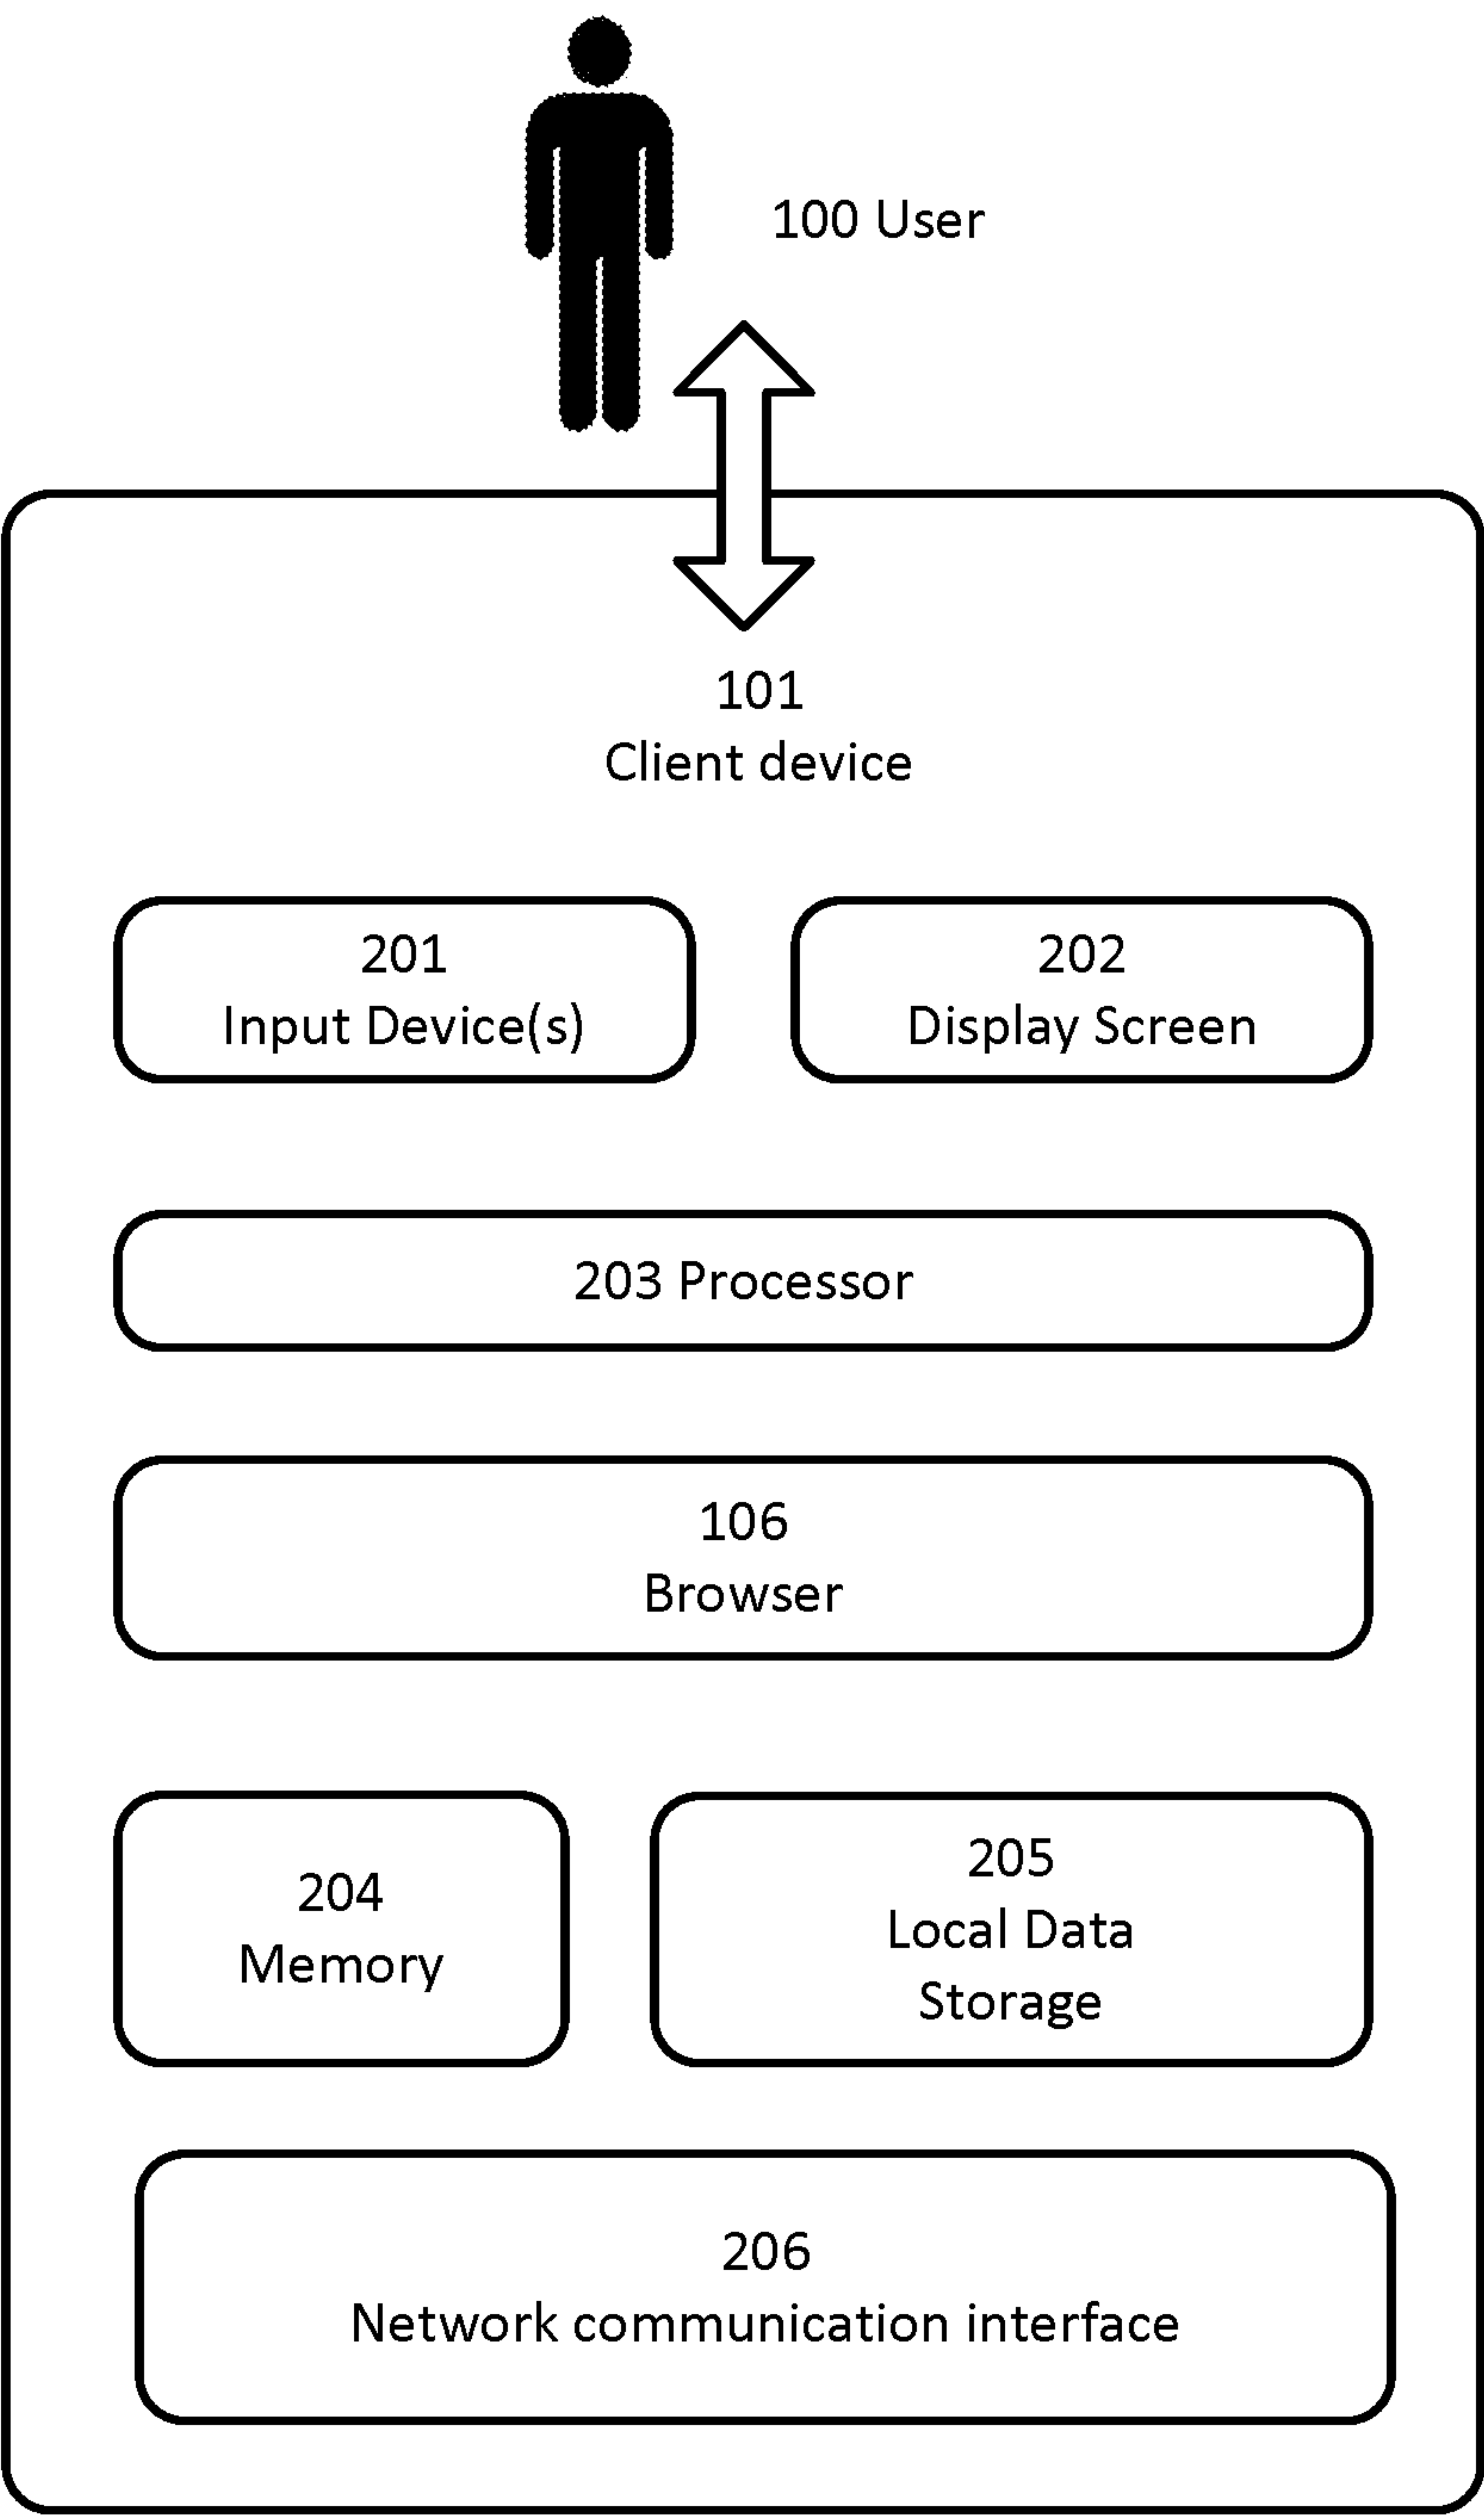 100 User
101
Client device
201
Input Device(s)
202
Display Screen
203 Processor
106
Browser
204
Memory
205
Local Data
Storage
206
Network communication interface